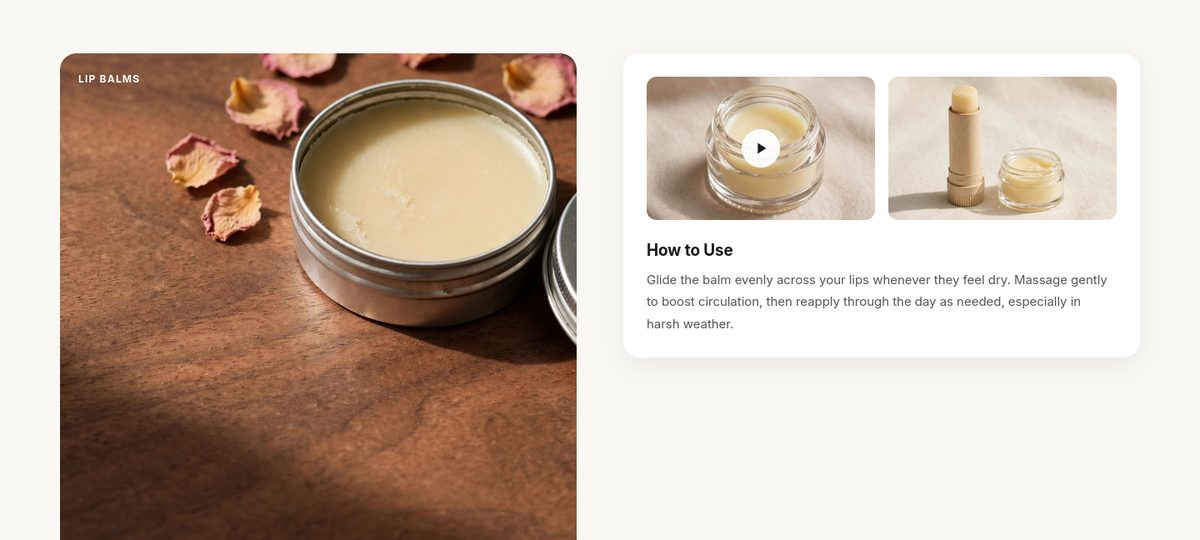 LIP BALMS
How to Use
Glide the balm evenly across your lips whenever they feel dry. Massage gently
to boost circulation, then reapply through the day as needed, especially in
harsh weather.